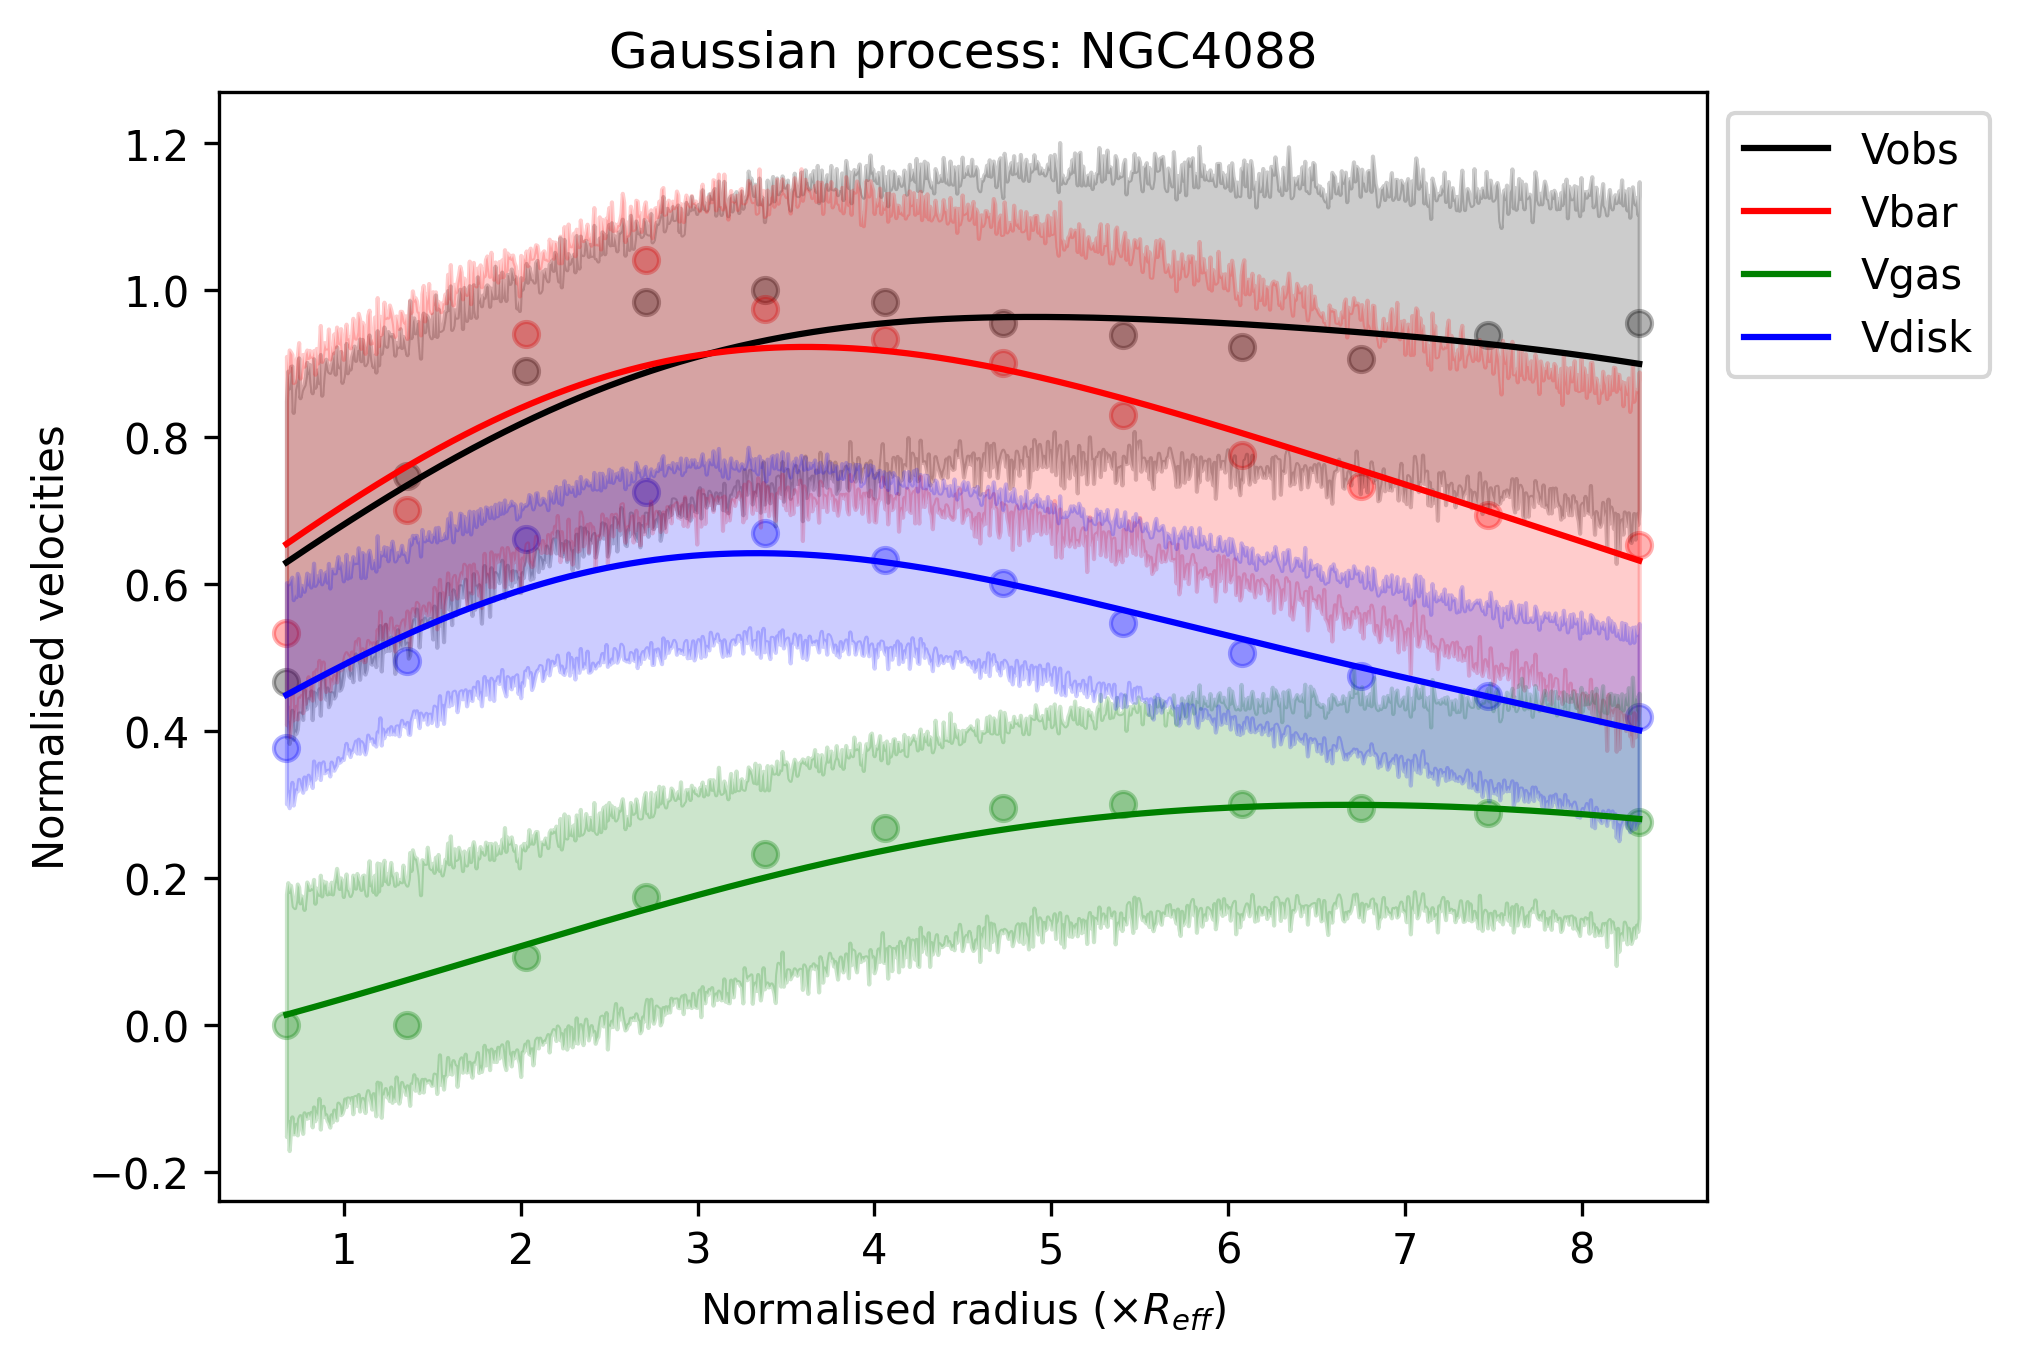 Gaussian process: NGC4088
Vobs
Vbar
Vgas
Vdisk
Normalised velocities
1.2
1.0
0.8
0.6
0.4
0.2
0.0
−0.2
1 2 3 4 5 6 7 8
Normalised radius (×R_eff)